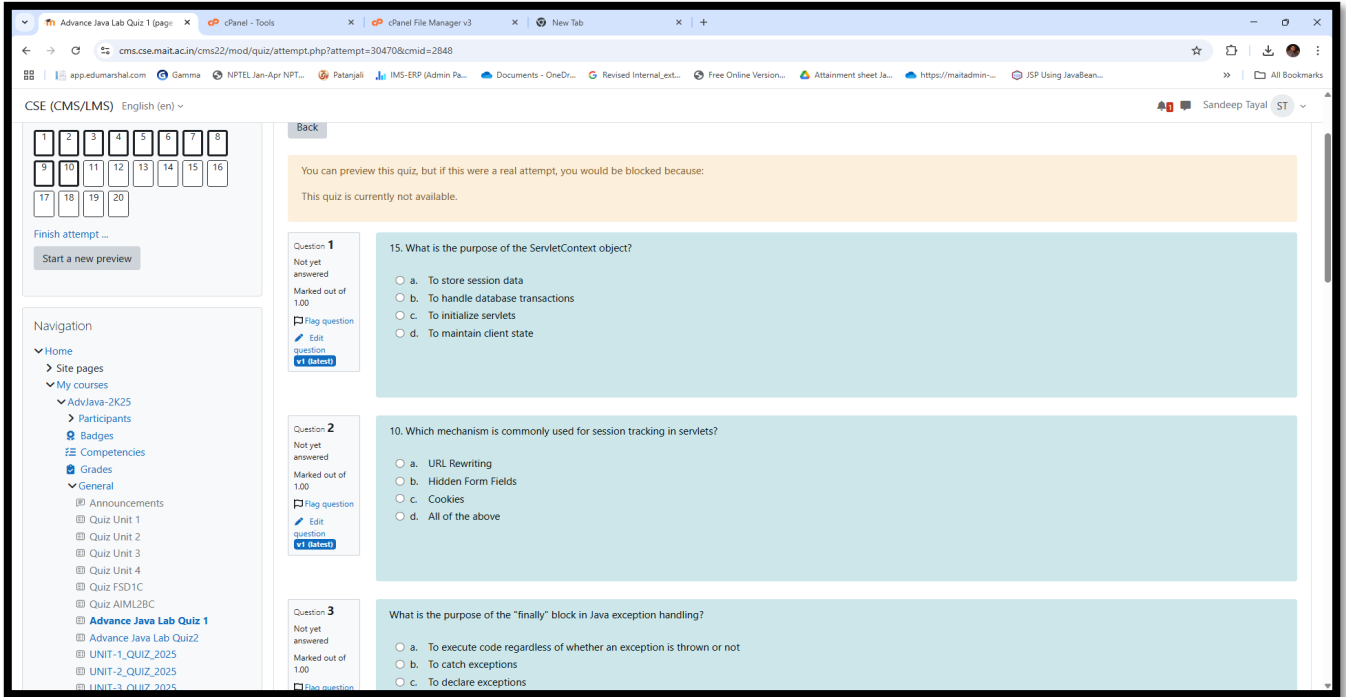 Advance Java Lab Quiz 1 (page
cPanel - Tools
cPanel File Manager v3
New Tab
cms.cse.mait.ac.in/cms22/mod/quiz/attempt.php?attempt=30470&cmid=2848
app.edumarshal.com
Gamma
NPTEL Jan-Apr NPT...
Patanjali
IMS-ERP (Admin Pa...
Documents - OneDr...
Revised Internal_ext...
Free Online Version...
Attainment sheet Ja...
https://maitadmin-...
JSP Using JavaBean...
All Bookmarks
CSE (CMS/LMS) English (en)
1
Sandeep Tayal ST
1 2 3 4 5 6 7 8
9 10 11 12 13 14 15 16
17 18 19 20
Finish attempt ...
Start a new preview
Navigation
Home
Site pages
My courses
AdvJava-2K25
Participants
Badges
Competencies
Grades
General
Announcements
Quiz Unit 1
Quiz Unit 2
Quiz Unit 3
Quiz Unit 4
Quiz FSD1C
Quiz AIML2BC
Advance Java Lab Quiz 1
Advance Java Lab Quiz2
UNIT-1_QUIZ_2025
UNIT-2_QUIZ_2025
UNIT-3_QUIZ_2025
Back
You can preview this quiz, but if this were a real attempt, you would be blocked because:
This quiz is currently not available.
Question 1
Not yet
answered
Marked out of
1.00
Flag question
Edit
question
v1 (latest)
15. What is the purpose of the ServletContext object?
a. To store session data
b. To handle database transactions
c. To initialize servlets
d. To maintain client state
Question 2
Not yet
answered
Marked out of
1.00
Flag question
Edit
question
v1 (latest)
10. Which mechanism is commonly used for session tracking in servlets?
a. URL Rewriting
b. Hidden Form Fields
c. Cookies
d. All of the above
Question 3
Not yet
answered
Marked out of
1.00
Flag question
What is the purpose of the "finally" block in Java exception handling?
a. To execute code regardless of whether an exception is thrown or not
b. To catch exceptions
c. To declare exceptions